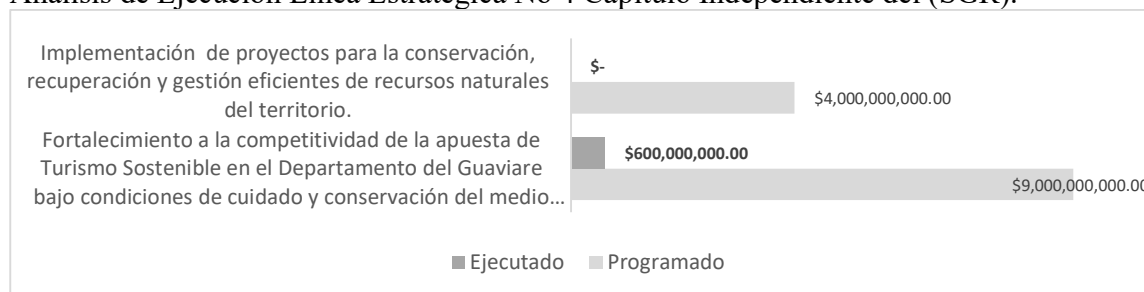 Análisis de Ejecución Línea Estratégica No 4 Capítulo Independiente del (SGR).
Implementación de proyectos para la conservación,
recuperación y gestión eficientes de recursos naturales
del territorio.
$-
$4,000,000,000.00
Fortalecimiento a la competitividad de la apuesta de
Turismo Sostenible en el Departamento del Guaviare
bajo condiciones de cuidado y conservación del medio...
$600,000,000.00
$9,000,000,000.00
Ejecutado
Programado